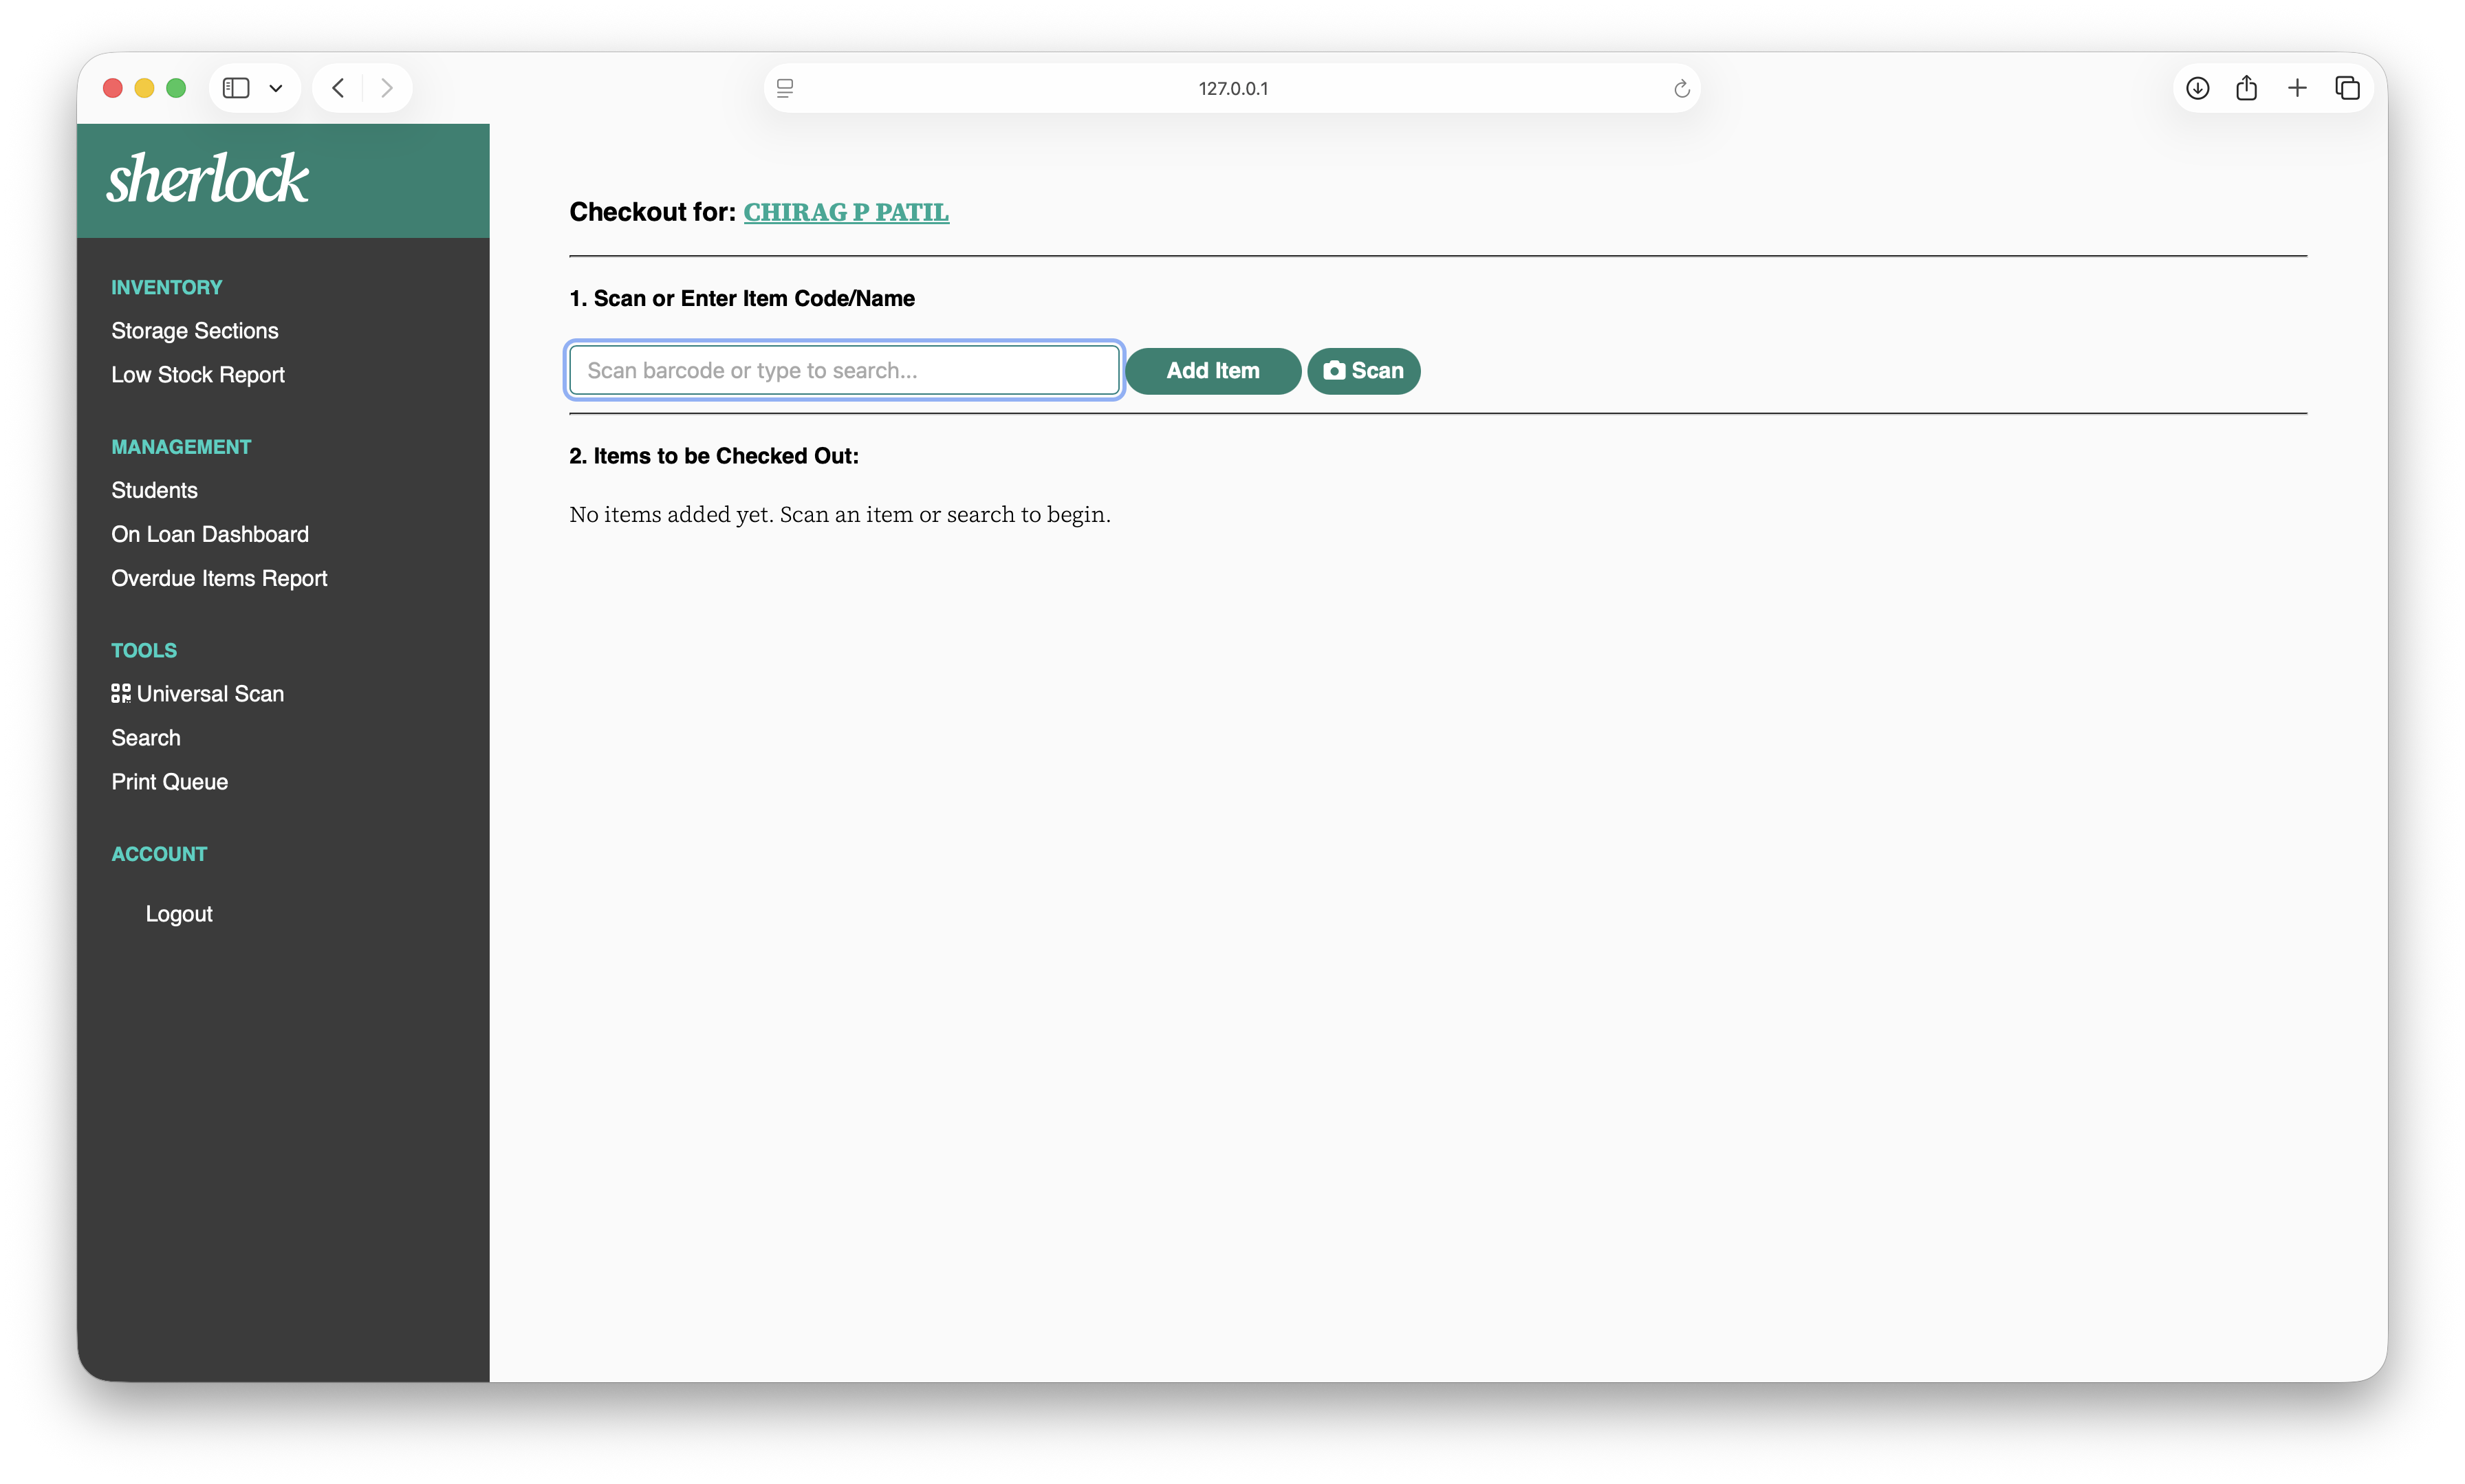 127.0.0.1
sherlock
INVENTORY
Storage Sections
Low Stock Report
MANAGEMENT
Students
On Loan Dashboard
Overdue Items Report
TOOLS
Universal Scan
Search
Print Queue
ACCOUNT
Logout
Checkout for: CHIRAG P PATIL
1. Scan or Enter Item Code/Name
Scan barcode or type to search... Add Item Scan
2. Items to be Checked Out:
No items added yet. Scan an item or search to begin.